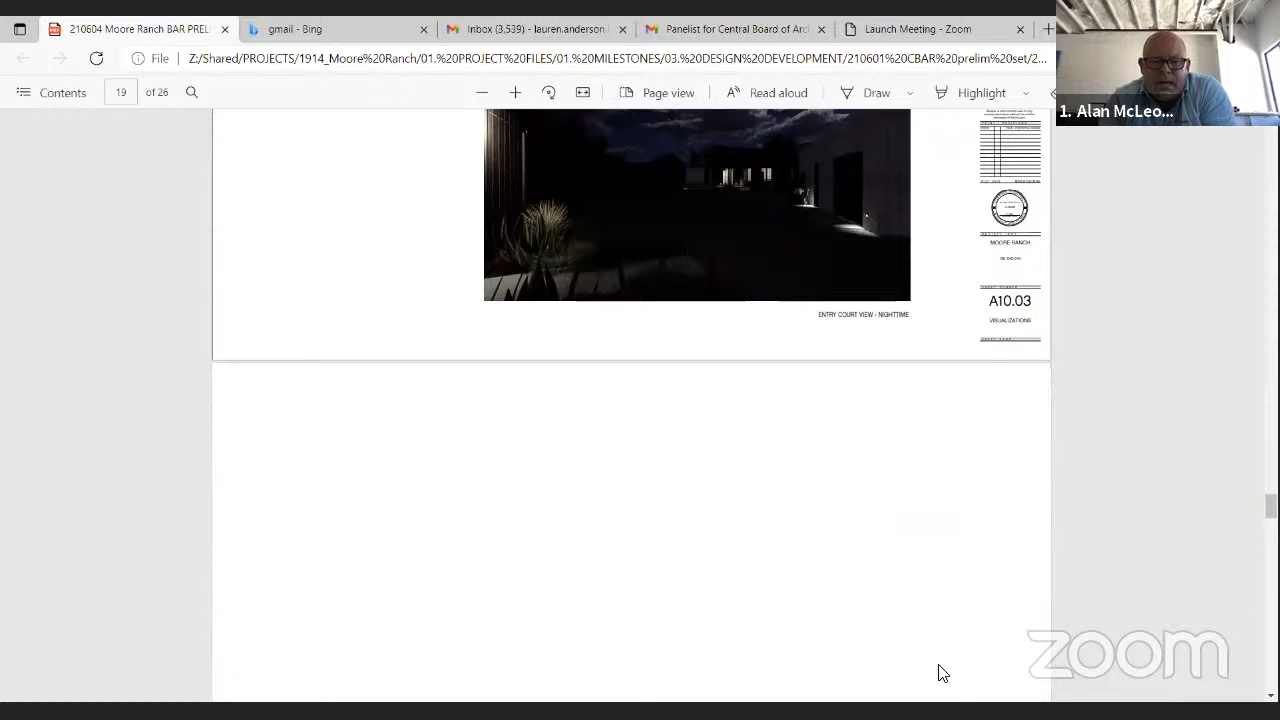 210604 Moore Ranch BAR PREL
gmail - Bing
Inbox (3,659) - lauren.anderson
Panelist for Central Board of Arc
Launch Meeting - Zoom
File
Z:/Shared/PROJECTS/1914_Moore%20Ranch/01.%20PROJECT%20FILES/01.%20MILESTONES/03.%20DESIGN%20DEVELOPMENT/210601%20CBAR%20prelim%20set/2...
Contents
19 of 26
Page view
Read aloud
Draw
Highlight
1. Alan McLeo...
MOORE RANCH
A10.03
ENTRY COURT VIEW - NIGHTTIME
VISUALIZATIONS
zoom